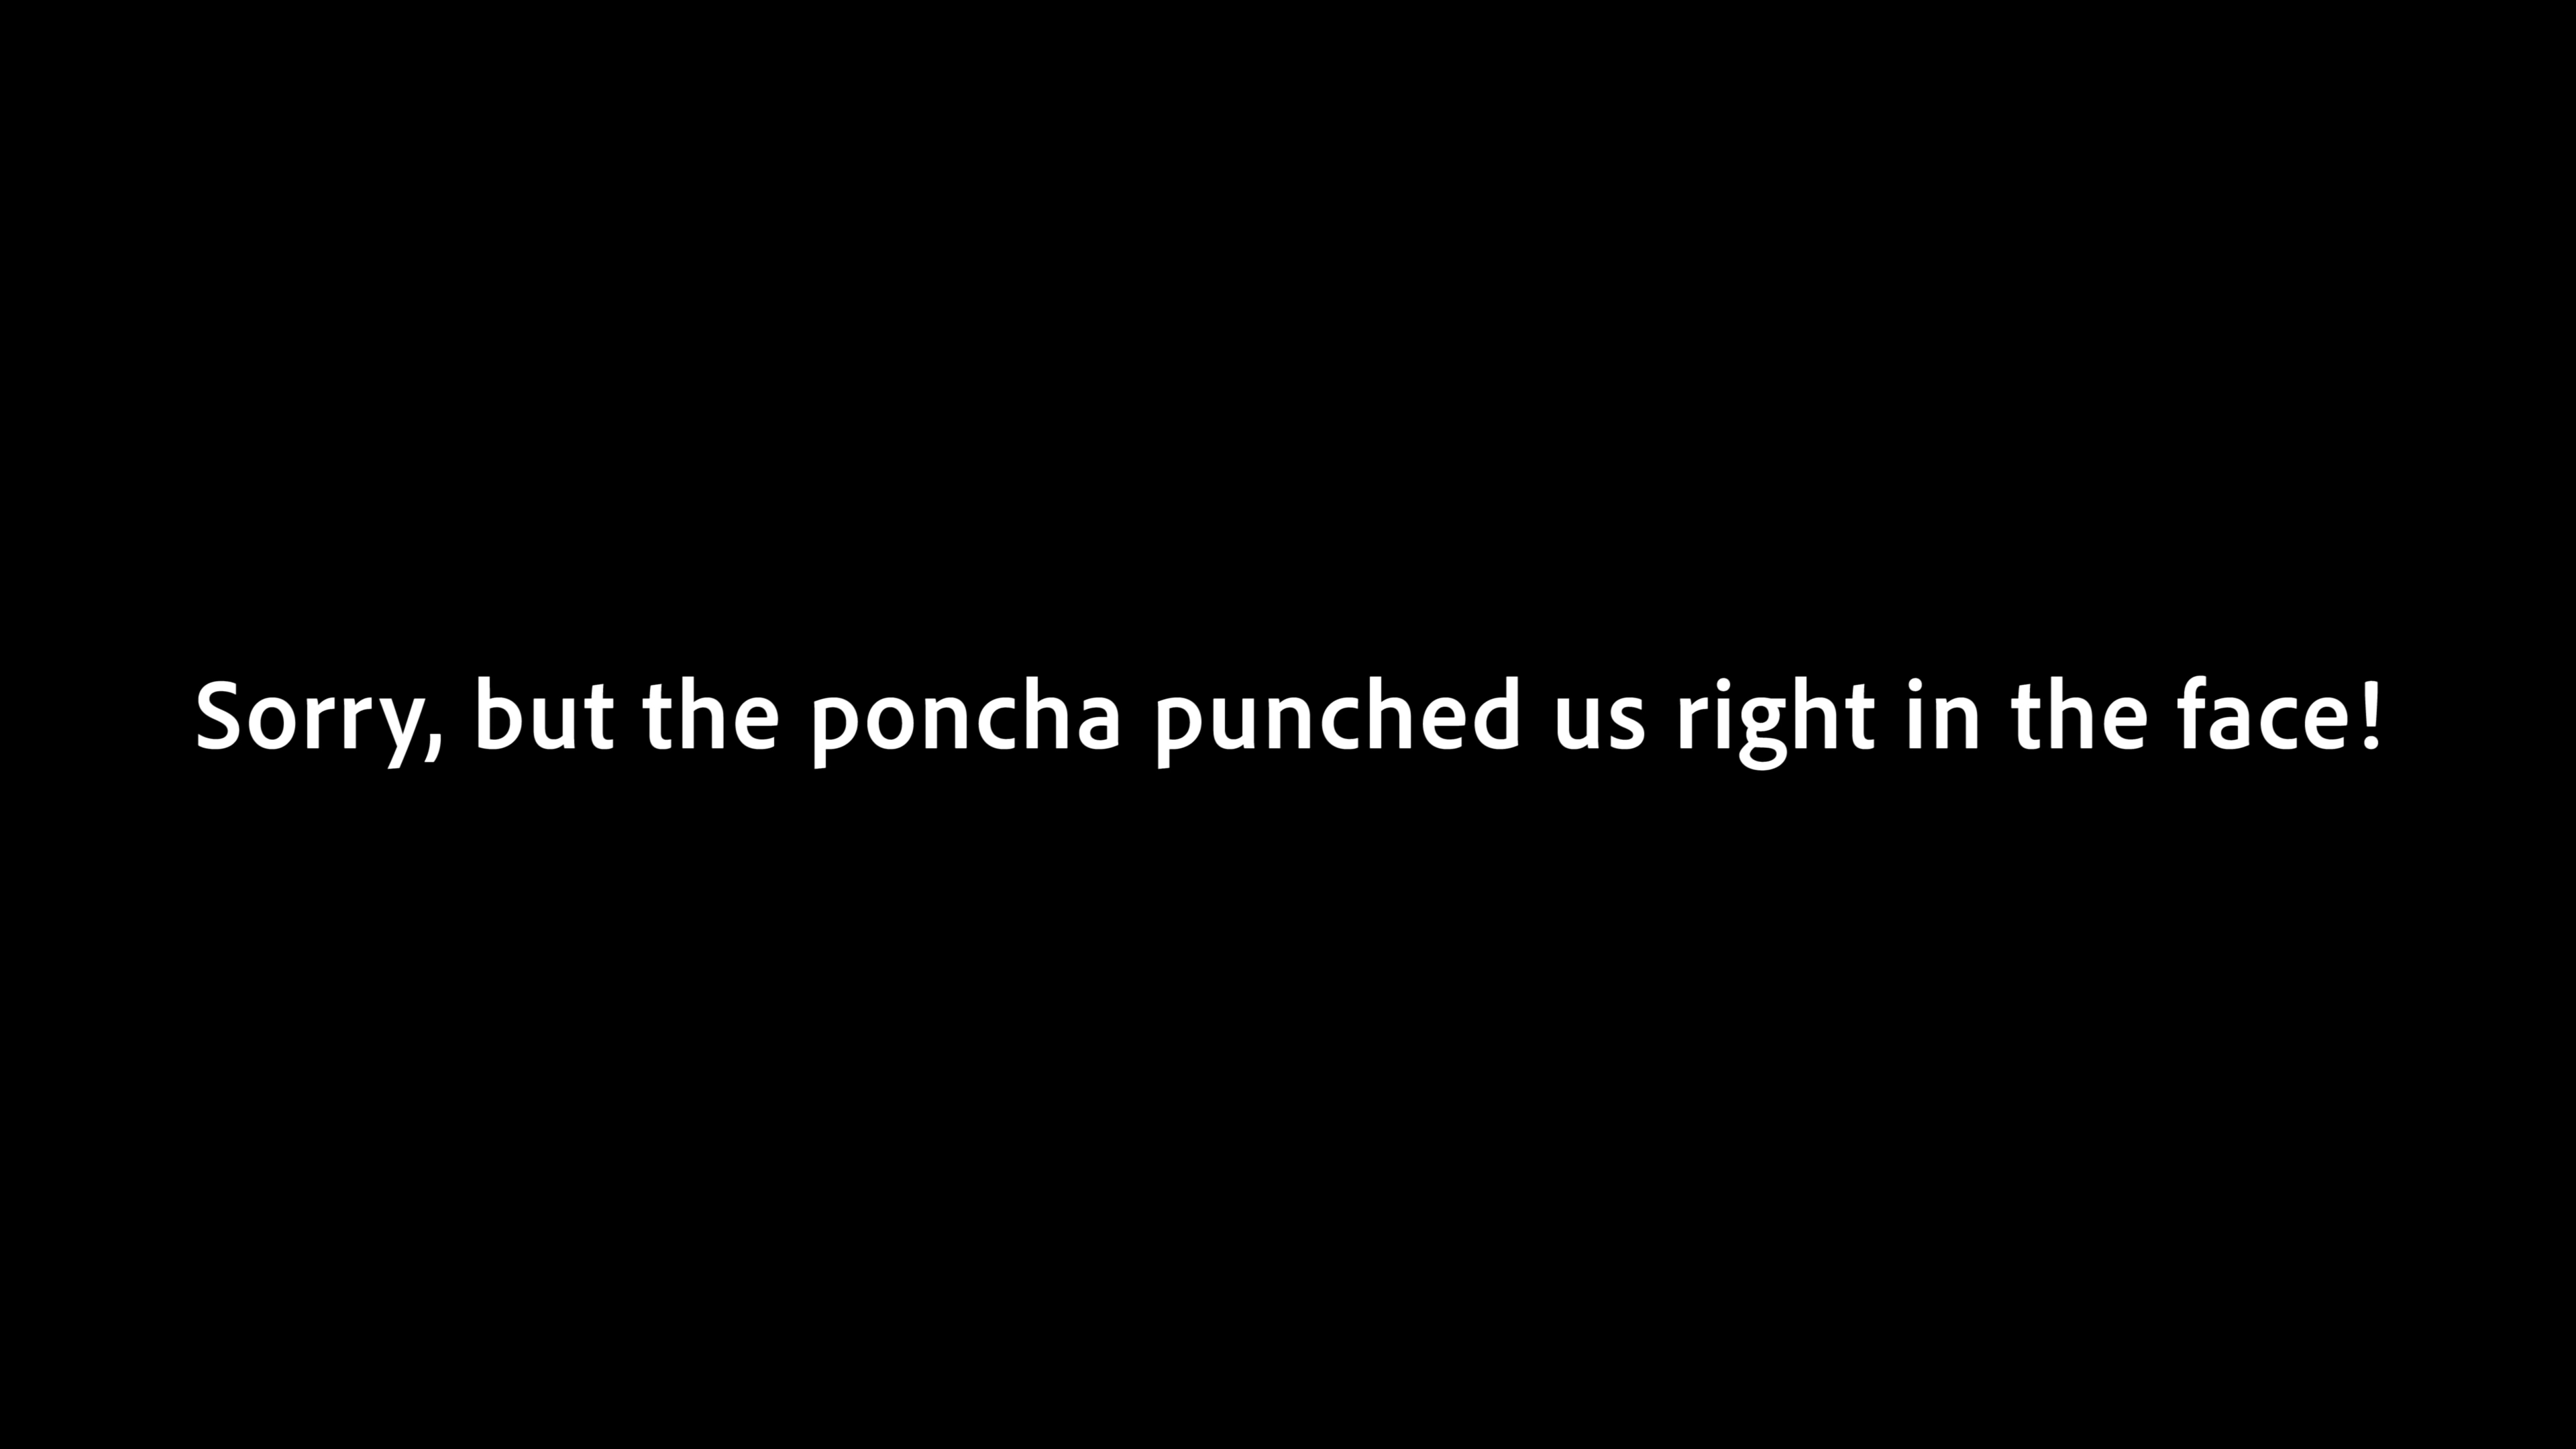 Sorry, but the poncha punched us right in the face!